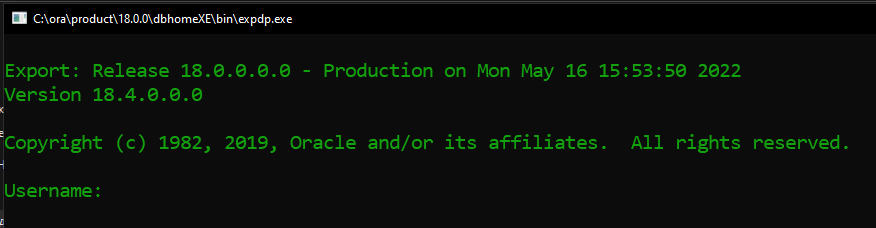 C:\ora\product\18.0.0\dbhomeXE\bin\expdp.exe
Export: Release 18.0.0.0.0 - Production on Mon May 16 15:53:50 2022
Version 18.4.0.0.0
Copyright (c) 1982, 2019, Oracle and/or its affiliates.  All rights reserved.
Username: